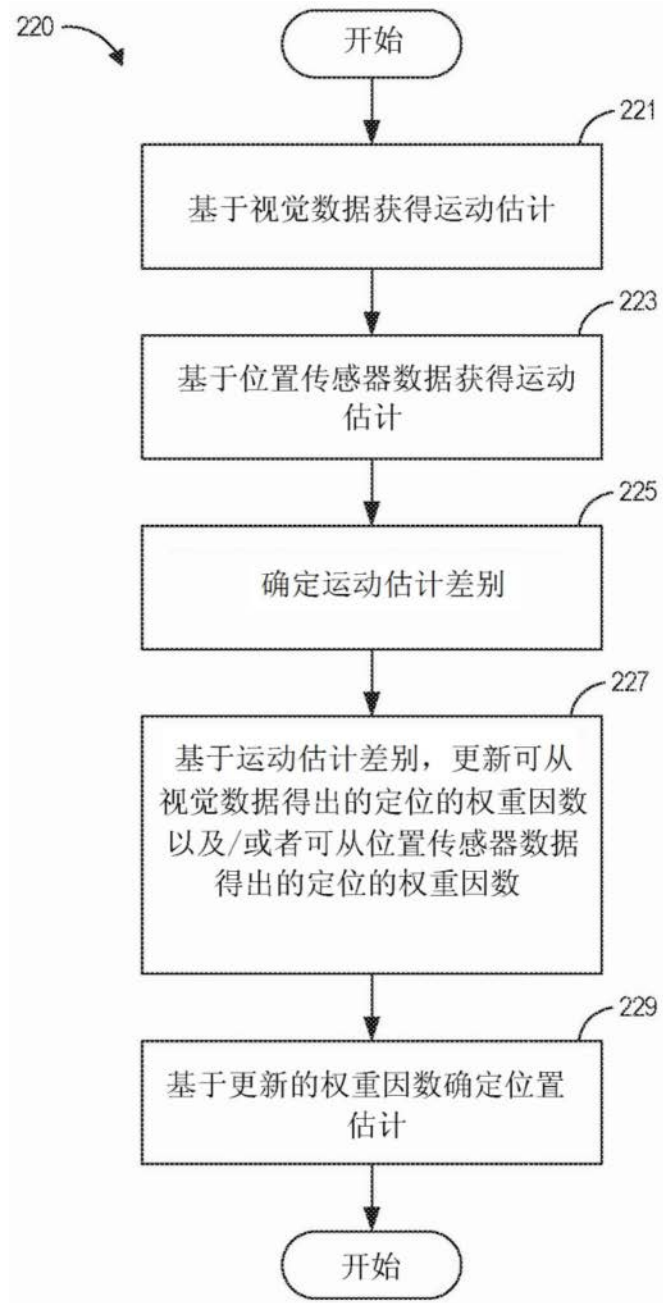 220
开始
221
基于视觉数据获得运动估计
223
基于位置传感器数据获得运动
估计
225
确定运动估计差别
227
基于运动估计差别，更新可从
视觉数据得出的定位的权重因数
以及/或者可从位置传感器数据
得出的定位的权重因数
229
基于更新的权重因数确定位置
估计
开始